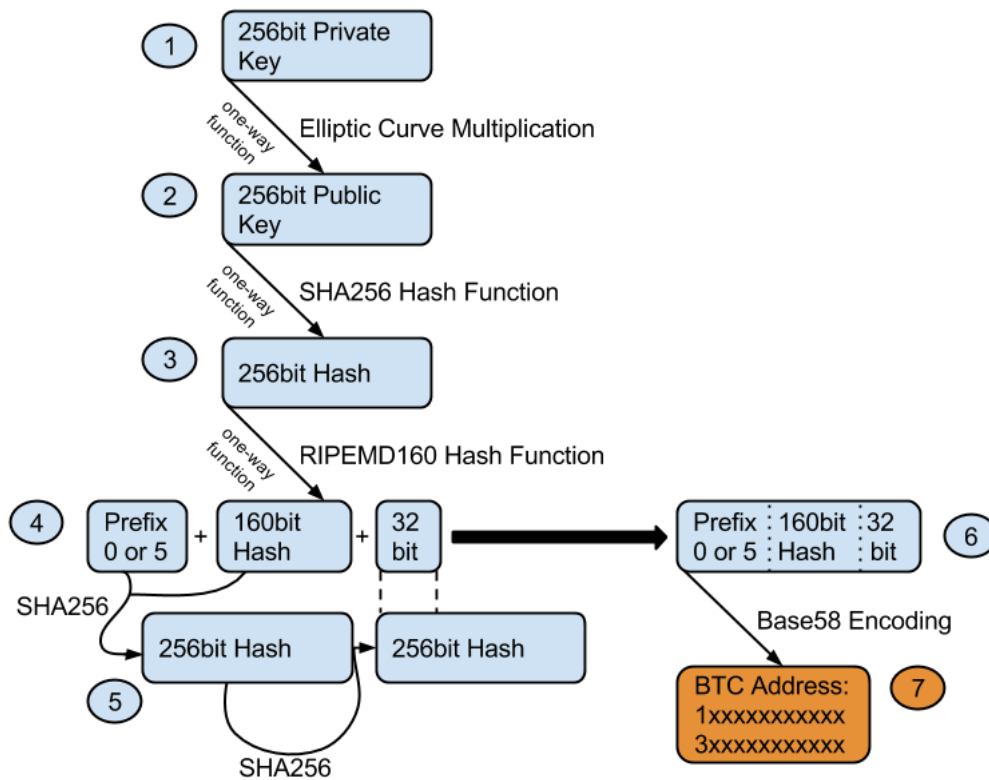 1
256bit Private
Key
one-way
function
Elliptic Curve Multiplication
2
256bit Public
Key
one-way
function
SHA256 Hash Function
3
256bit Hash
one-way
function
RIPEMD160 Hash Function
4
Prefix
0 or 5
+
160bit
Hash
+
32
bit
Prefix
0 or 5
160bit
Hash
32
bit
6
SHA256
256bit Hash
256bit Hash
5
SHA256
Base58 Encoding
BTC Address:
1xxxxxxxxxxx
3xxxxxxxxxxx
7